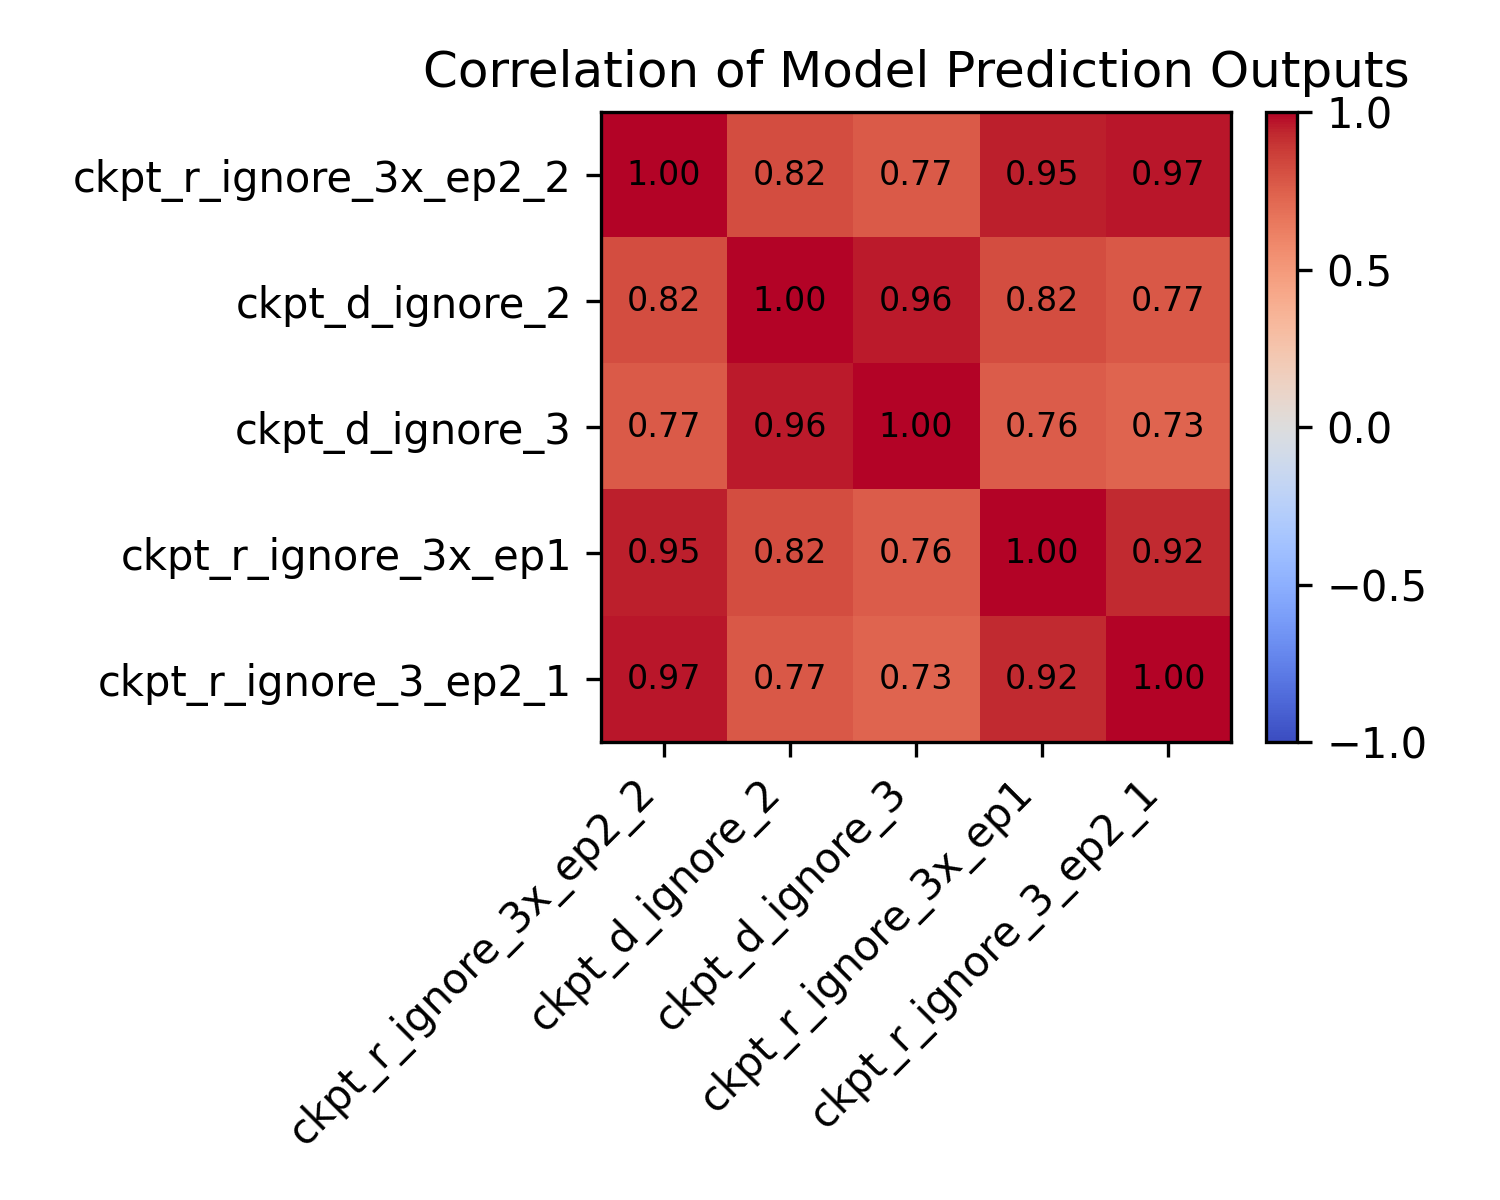 Correlation of Model Prediction Outputs
ckpt_r_ignore_3x_ep2_2
1.00 0.82 0.77 0.95 0.97
ckpt_d_ignore_2
0.82 1.00 0.96 0.82 0.77
ckpt_d_ignore_3
0.77 0.96 1.00 0.76 0.73
ckpt_r_ignore_3x_ep1
0.95 0.82 0.76 1.00 0.92
ckpt_r_ignore_3_ep2_1
0.97 0.77 0.73 0.92 1.00
ckpt_r_ignore_3x_ep2_2
ckpt_d_ignore_2
ckpt_d_ignore_3
ckpt_r_ignore_3x_ep1
ckpt_r_ignore_3_ep2_1
1.0
0.5
0.0
−0.5
−1.0